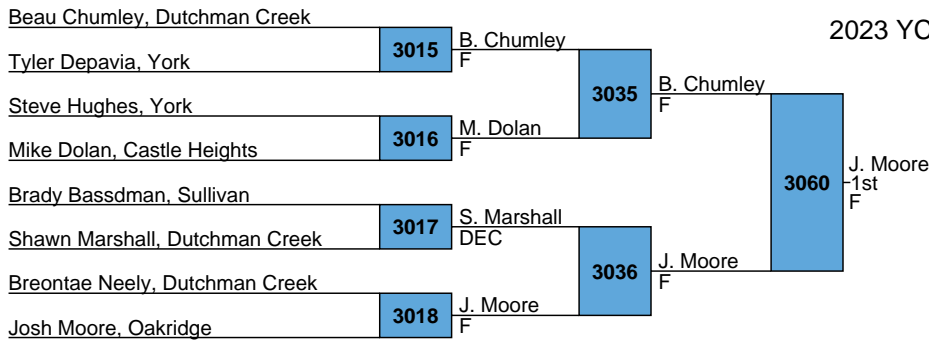 Beau Chumley, Dutchman Creek
2023 YO
3015
B. Chumley
F
Tyler Depavia, York
3035
B. Chumley
F
Steve Hughes, York
3016
M. Dolan
F
Mike Dolan, Castle Heights
3060
J. Moore
1st
F
Brady Bassdman, Sullivan
3017
S. Marshall
DEC
Shawn Marshall, Dutchman Creek
3036
J. Moore
F
Breontae Neely, Dutchman Creek
3018
J. Moore
F
Josh Moore, Oakridge